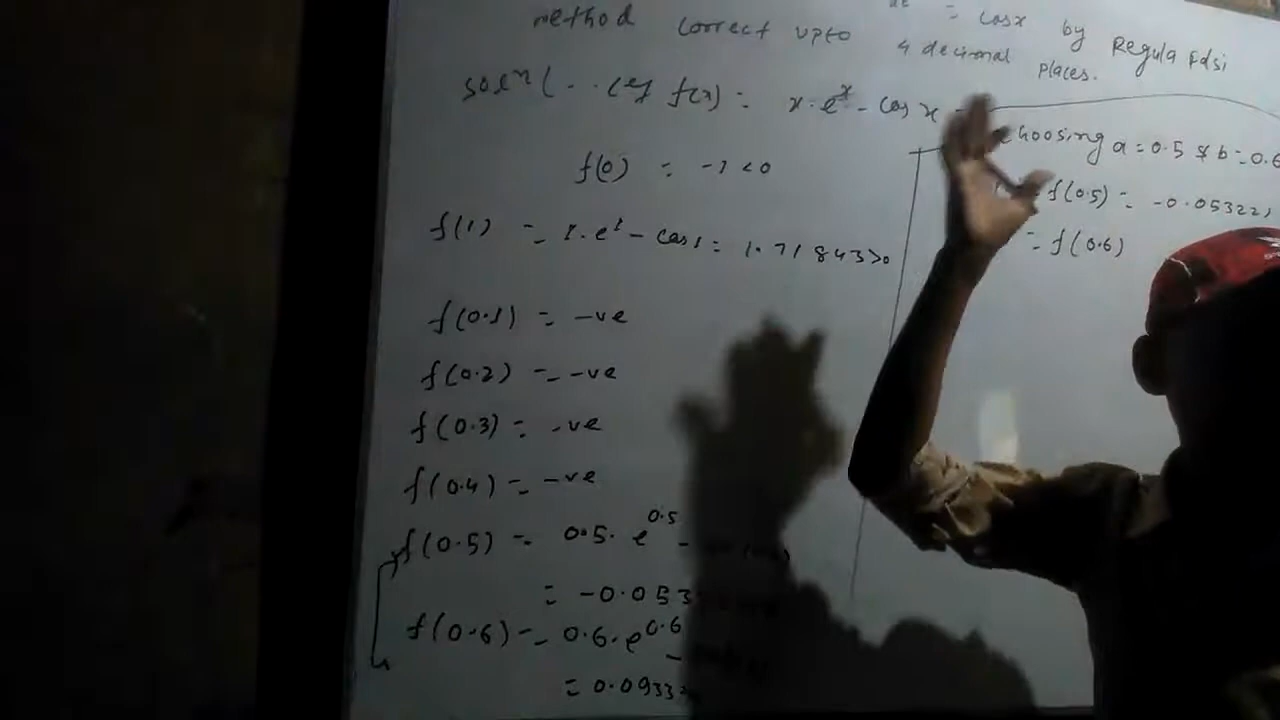 = cosx by Regula Falsi
method correct upto 4 decimal places.
f(x) = x.e^x - cos x
f(0) = -1 < 0
f(1) = 1.e^1 - cos1 = 1.71843>0
f(0.1) = -ve
f(0.2) = -ve
f(0.3) = -ve
f(0.4) = -ve
f(0.5) = 0.5. e^0.5 -
= -0.053
f(0.6) = 0.6.e^0.6 -
= 0.0933
choosing a = 0.5 & b = 0.6
f(0.5) = -0.05322,
= f(0.6)